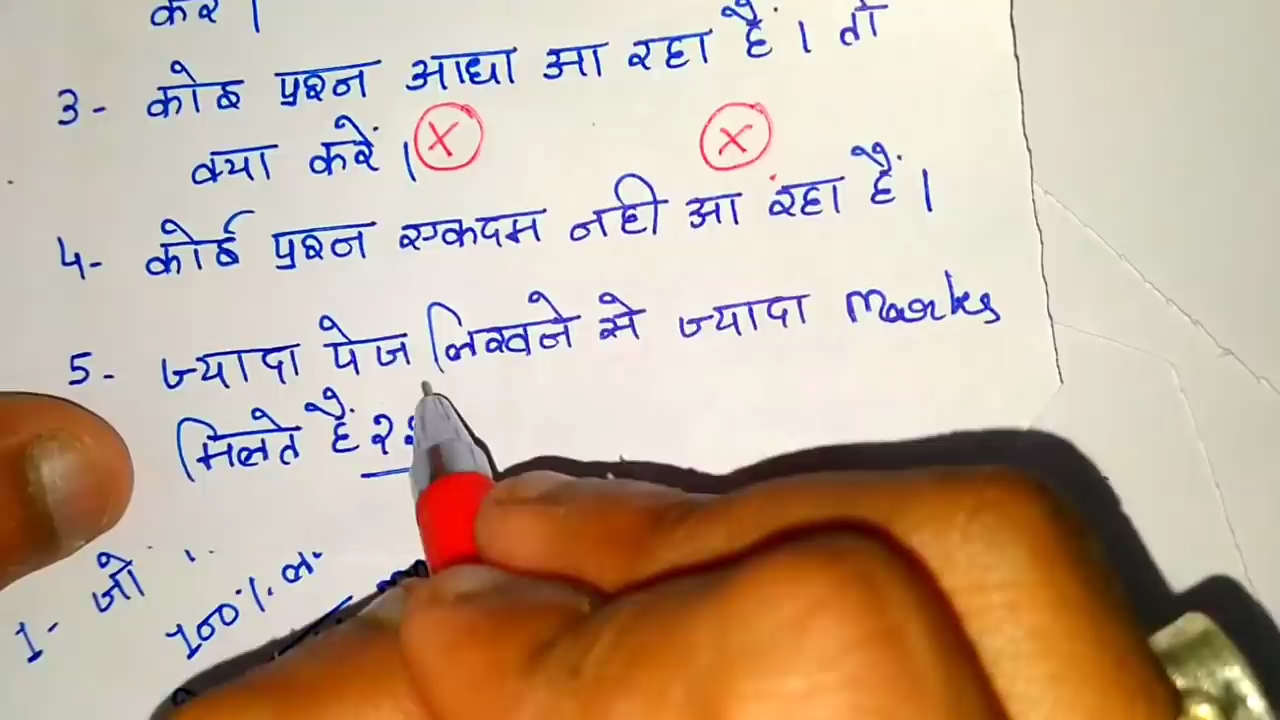 करे।
3- कोइ प्रश्न आधा आ रहा है। तो
क्या करें।
4- कोई प्रश्न एकदम नही आ रहा हैं।
5- ज्यादा पेज लिखने से ज्यादा Marks
मिलते हैं
1- जो
100%